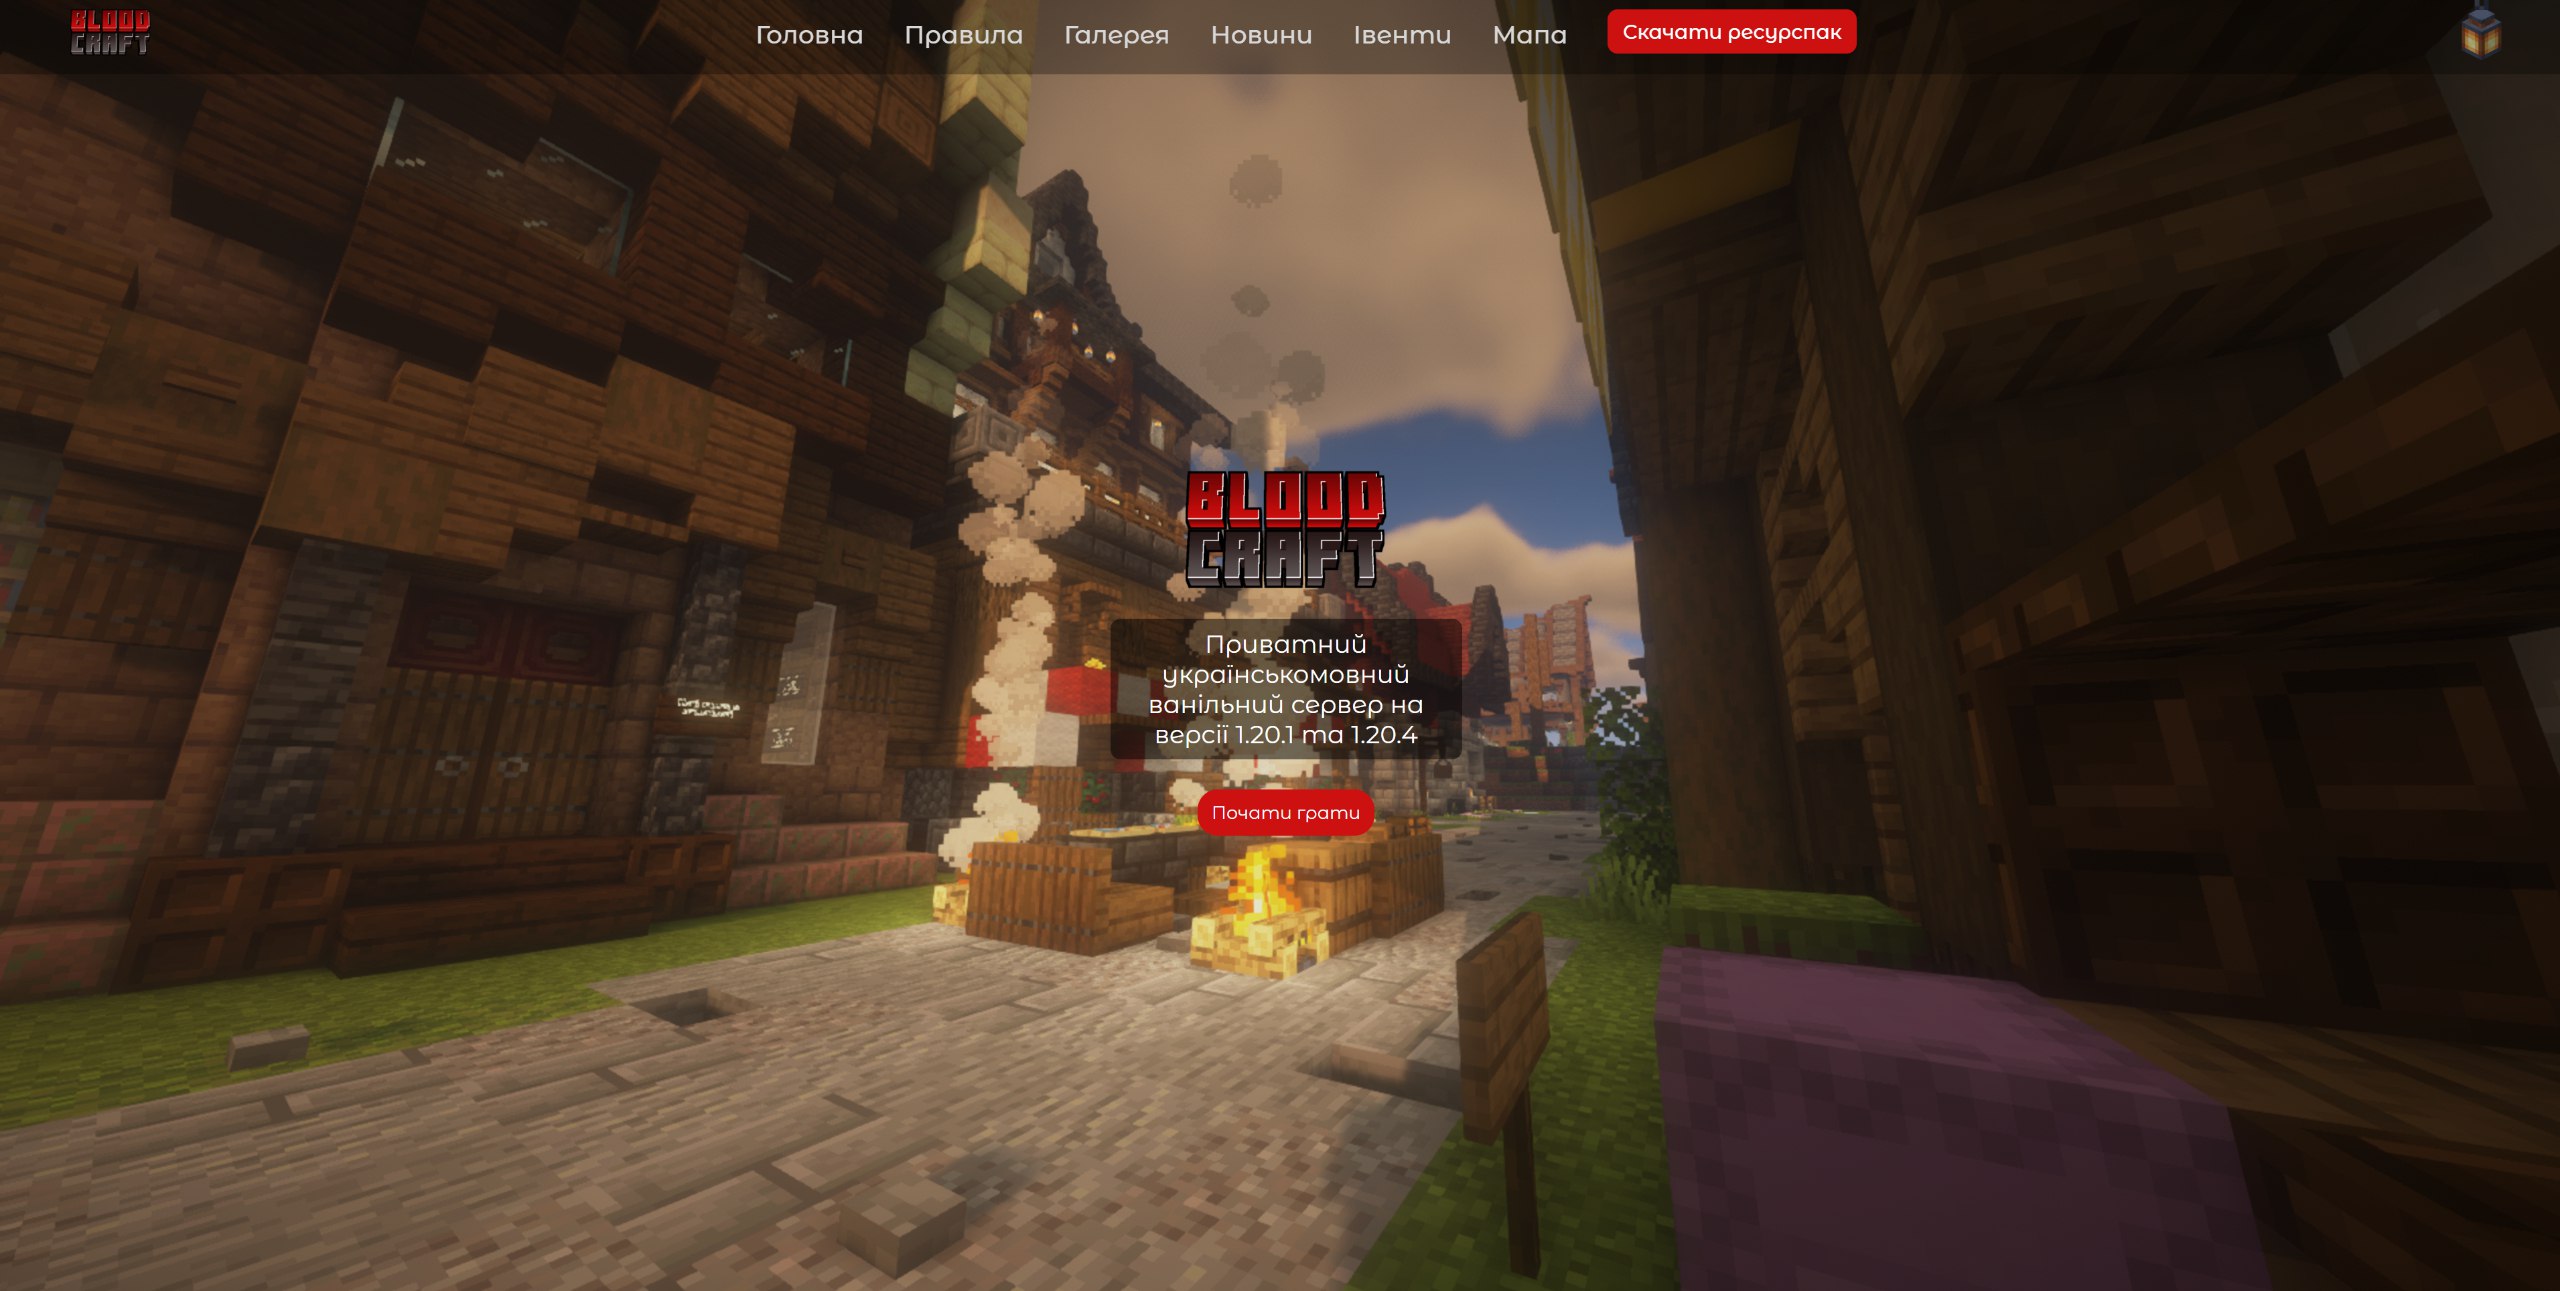 BLOOD
CRAFT
Головна
Правила
Галерея
Новини
Івенти
Мапа
Скачати ресурспак
BLOOD
CRAFT
Приватний
українськомовний
ванільний сервер на
версії 1.20.1 та 1.20.4
Почати грати